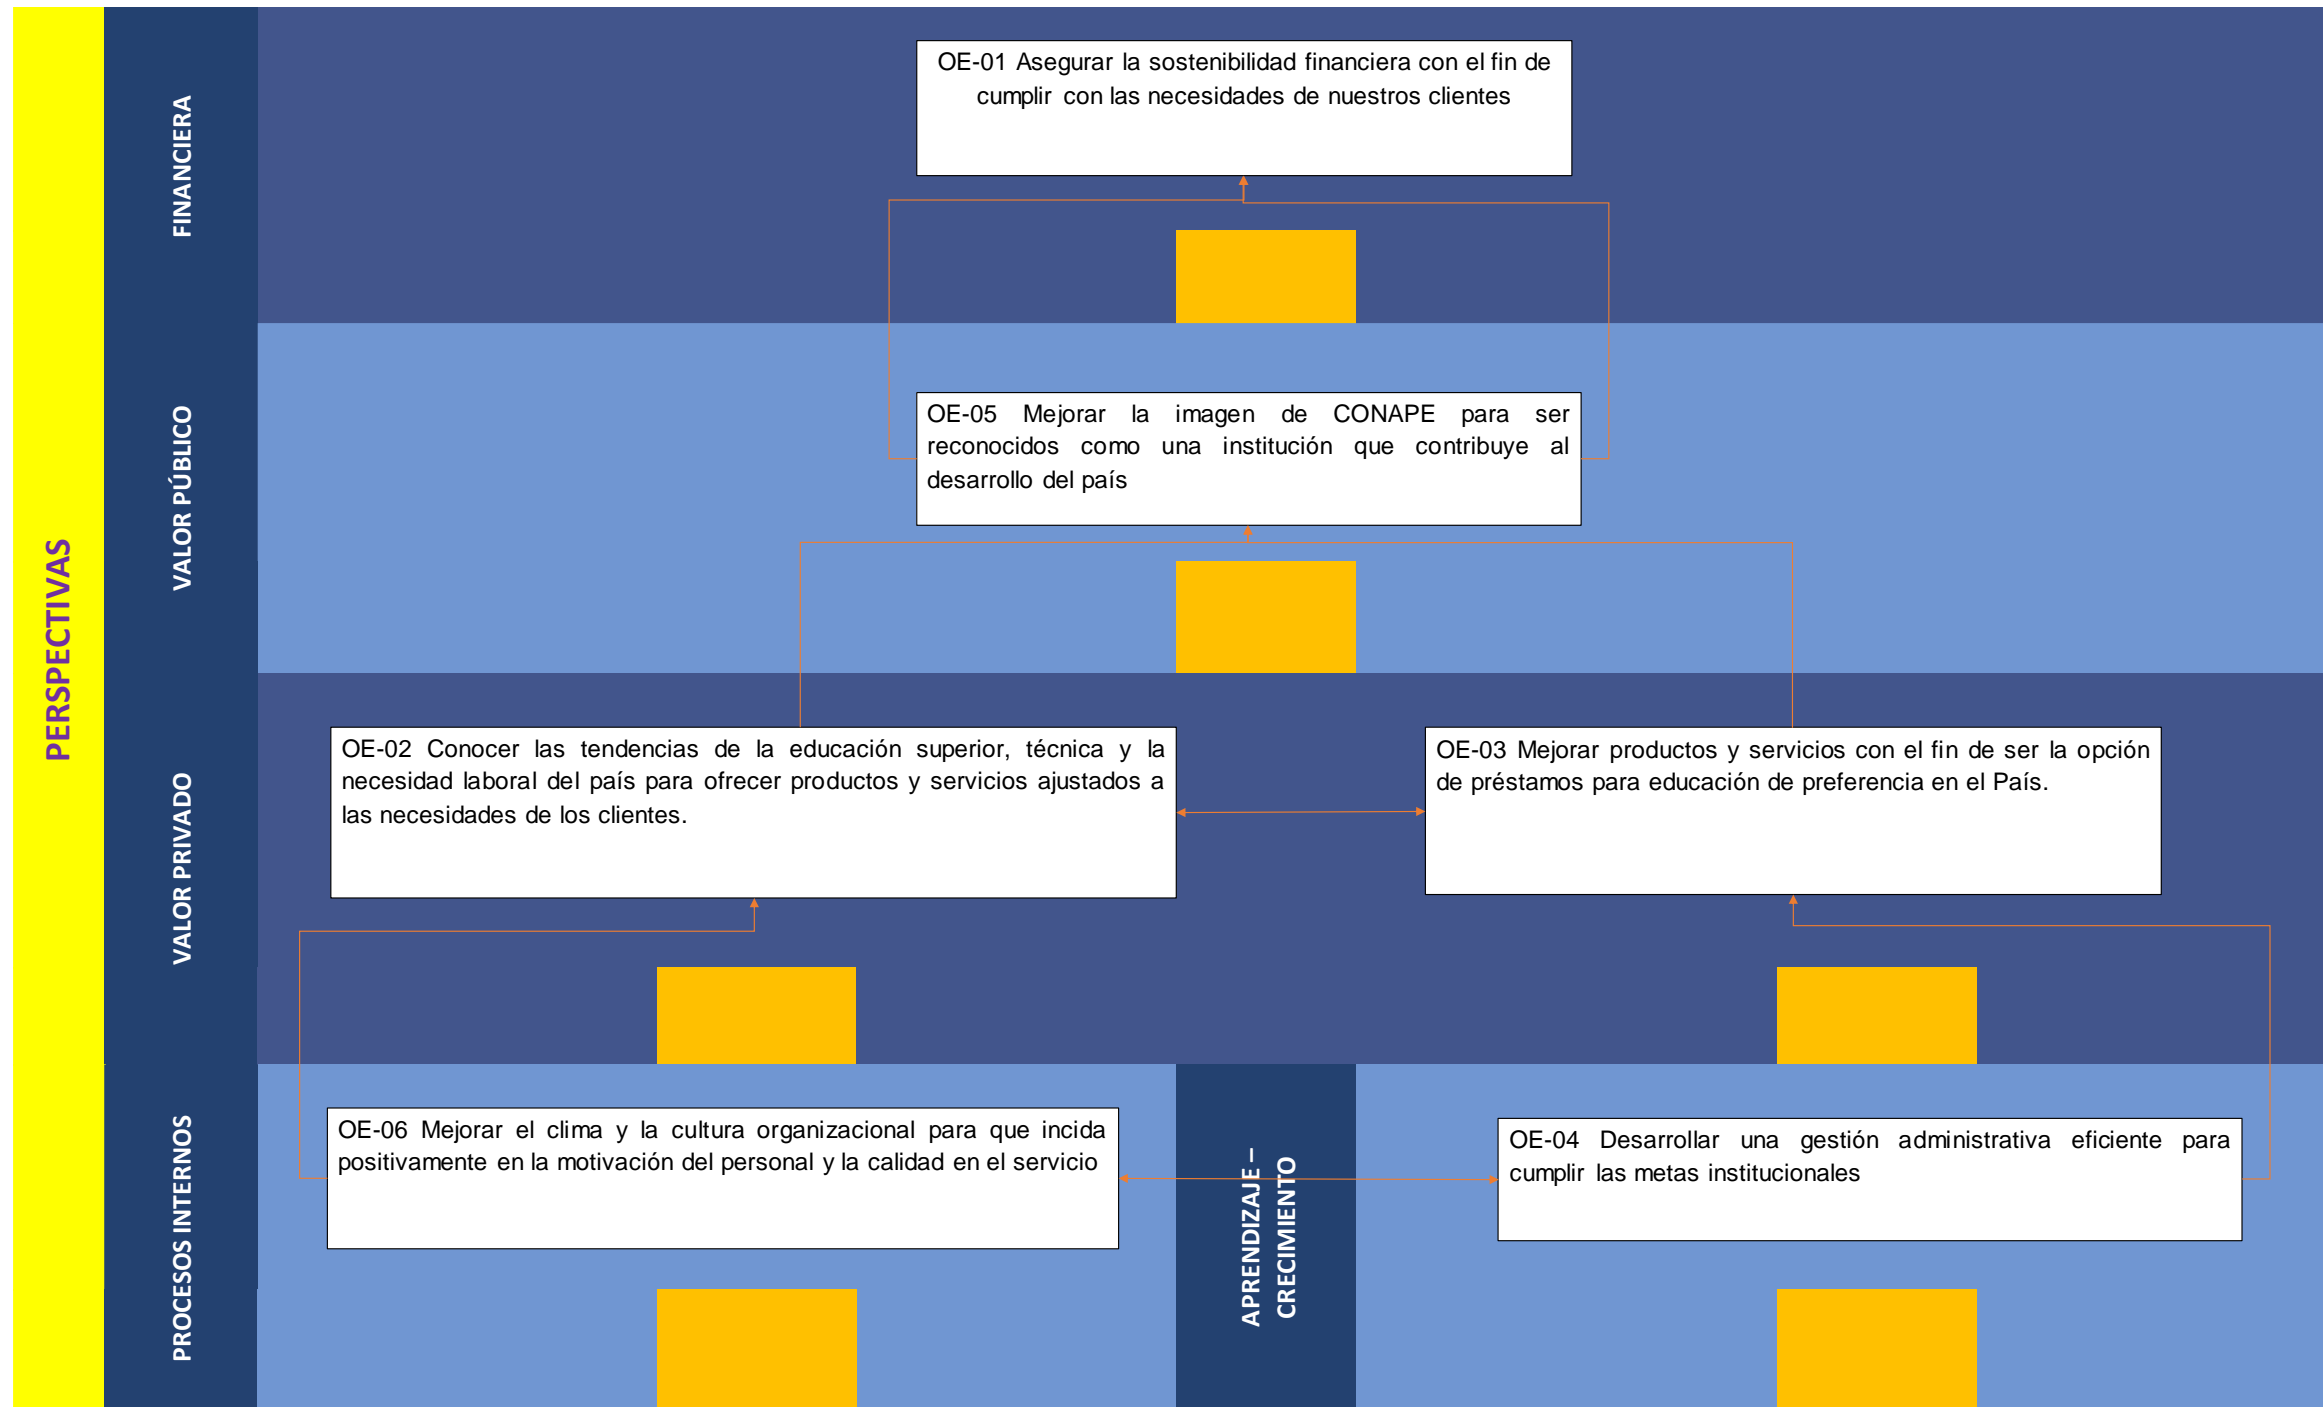 PERSPECTIVAS
FINANCIERA
OE-01 Asegurar la sostenibilidad financiera con el fin de
cumplir con las necesidades de nuestros clientes
VALOR PÚBLICO
OE-05 Mejorar la imagen de CONAPE para ser
reconocidos como una institución que contribuye al
desarrollo del país
VALOR PRIVADO
OE-02 Conocer las tendencias de la educación superior, técnica y la
necesidad laboral del país para ofrecer productos y servicios ajustados a
las necesidades de los clientes.
OE-03 Mejorar productos y servicios con el fin de ser la opción
de préstamos para educación de preferencia en el País.
PROCESOS INTERNOS
OE-06 Mejorar el clima y la cultura organizacional para que incida
positivamente en la motivación del personal y la calidad en el servicio
APRENDIZAJE –
CRECIMIENTO
OE-04 Desarrollar una gestión administrativa eficiente para
cumplir las metas institucionales